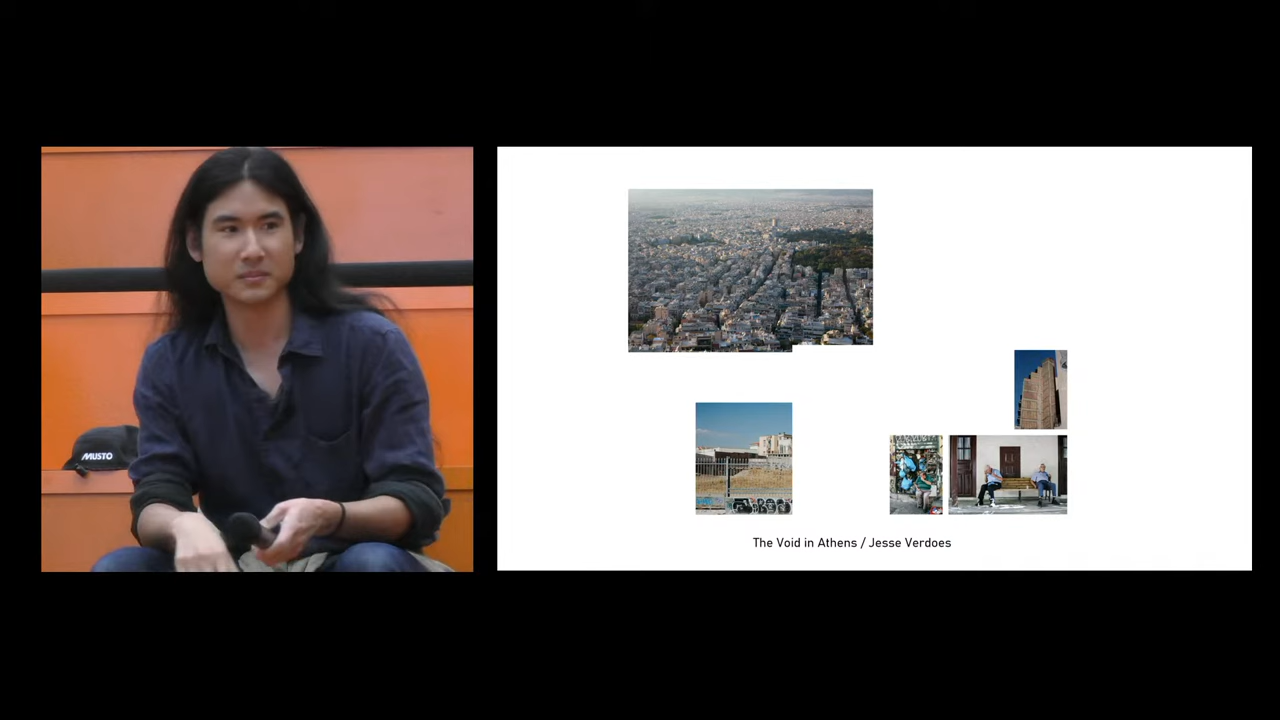 MUSTO
The Void in Athens / Jesse Verdoes